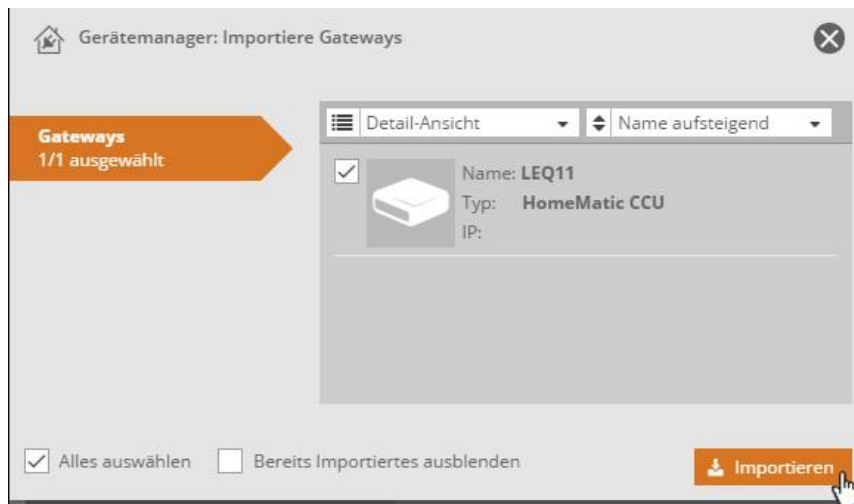 Gerätemanager: Importiere Gateways
Gateways
1/1 ausgewählt
Detail-Ansicht
Name aufsteigend
Name: LEQ11
Typ: HomeMatic CCU
IP:
Alles auswählen
Bereits Importiertes ausblenden
Importieren